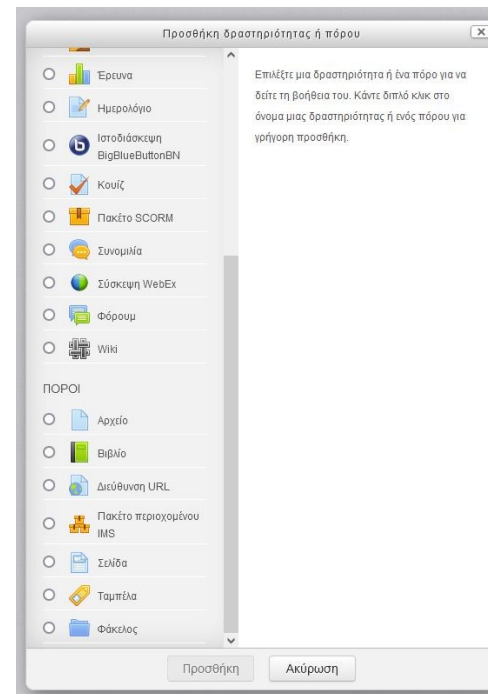 Προσθήκη δραστηριότητας ή πόρου
Έρευνα
Ημερολόγιο
Ιστοδιάσκεψη
BigBlueButtonBN
Κουίζ
Πακέτο SCORM
Συνομιλία
Σύσκεψη WebEx
Φόρουμ
Wiki
ΠΟΡΟΙ
Αρχείο
Βιβλίο
Διεύθυνση URL
Πακέτο περιοχομένου
IMS
Σελίδα
Ταμπέλα
Φάκελος
Επιλέξτε μια δραστηριότητα ή ένα πόρο για να
δείτε τη βοήθεια του. Κάντε διπλό κλικ στο
όνομα μιας δραστηριότητας ή ενός πόρου για
γρήγορη προσθήκη.
Προσθήκη
Ακύρωση